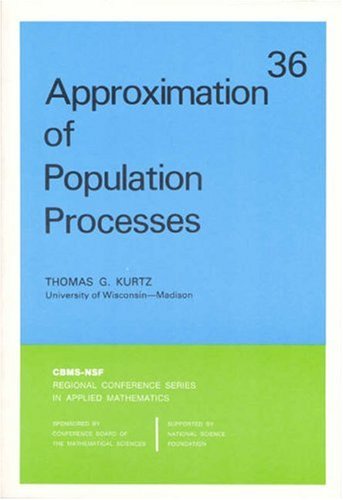 36
Approximation
of
Population
Processes
THOMAS G. KURTZ
University of Wisconsin—Madison
CBMS-NSF
REGIONAL CONFERENCE SERIES
IN APPLIED MATHEMATICS
SPONSORED BY
CONFERENCE BOARD OF
THE MATHEMATICAL SCIENCES
SUPPORTED BY
NATIONAL SCIENCE
FOUNDATION